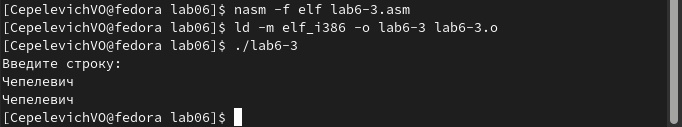 [CepelevichVO@fedora lab06]$ nasm -f elf lab6-3.asm
[CepelevichVO@fedora lab06]$ ld -m elf_i386 -o lab6-3 lab6-3.o
[CepelevichVO@fedora lab06]$ ./lab6-3
Введите строку:
Чепелевич
Чепелевич
[CepelevichVO@fedora lab06]$